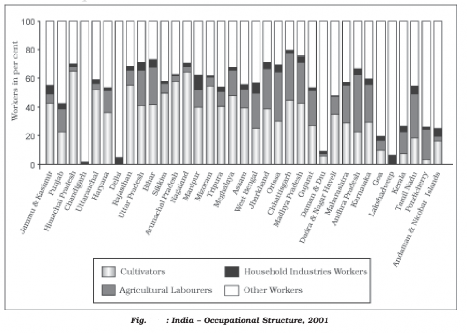 Workers in per cent
100
80
60
40
20
0
Jammu & Kasmir
Punjab
Himachal Pradesh
Chandigarh
Uttaranchal
Haryana
Delhi
Rajasthan
Uttar Pradesh
Bihar
Sikkim
Arunachal Pradesh
Nagaland
Manipur
Mizoram
Tripura
Meghalaya
Assam
West Bengal
Jharkhand
Orissa
Chhatisgarh
Madhya Pradesh
Gujarat
Daman & Diu
Dadra & Nagar Haveli
Maharashtra
Andhra Pradesh
Karnataka
Goa
Lakshadweep
Kerala
Tamil Nadu
Pondicherry
Andaman & Nikobar Islands
Cultivators
Household Industries Workers
Agricultural Labourers
Other Workers
Fig. : India – Occupational Structure, 2001